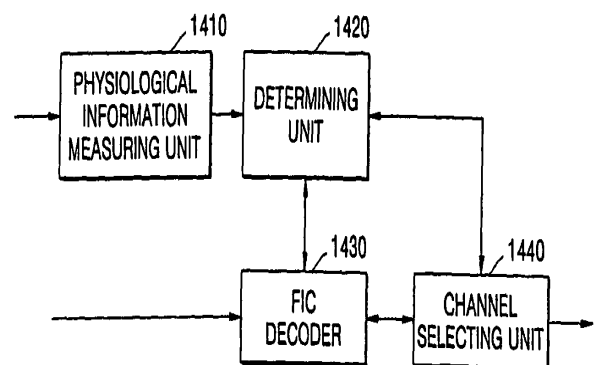 1410
1420
PHYSIOLOGICAL
INFORMATION
MEASURING UNIT
DETERMINING
UNIT
1430
1440
FIC
DECODER
CHANNEL
SELECTING UNIT